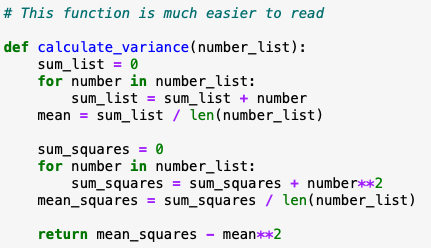 # This function is much easier to read

def calculate_variance(number_list):
    sum_list = 0
    for number in number_list:
        sum_list = sum_list + number
    mean = sum_list / len(number_list)

    sum_squares = 0
    for number in number_list:
        sum_squares = sum_squares + number**2
    mean_squares = sum_squares / len(number_list)

    return mean_squares - mean**2